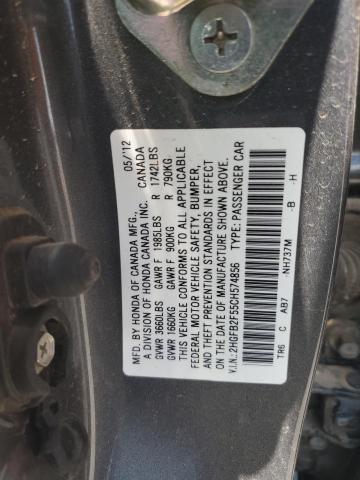 MFD. BY HONDA OF CANADA MFG., 05/'12
A DIVISION OF HONDA CANADA INC. CANADA
GVWR 3660LBS GAWR F 1985LBS R 1742LBS
GVWR 1660KG GAWR F 900KG R 790KG
THIS VEHICLE CONFORMS TO ALL APPLICABLE
FEDERAL MOTOR VEHICLE SAFETY, BUMPER,
AND THEFT PREVENTION STANDARDS IN EFFECT
ON THE DATE OF MANUFACTURE SHOWN ABOVE.
V.I.N.: 2HGFB2F55CH574856 TYPE: PASSENGER CAR
TR6 C AB7 NH737M -B -H